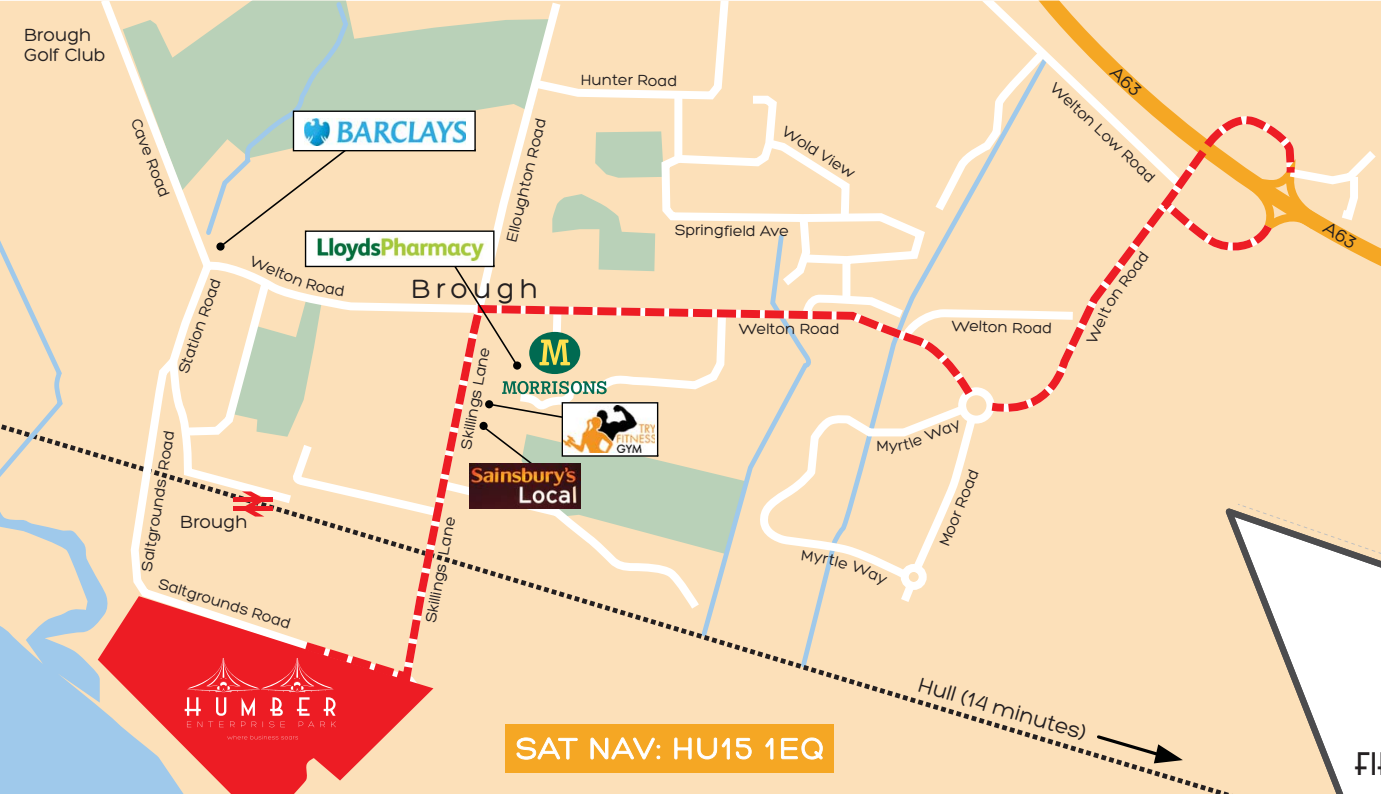 Brough
Golf Club
Hunter Road
A63
Welton Low Road
BARCLAYS
Cave Road
Elloughton Road
Wold View
Springfield Ave
A63
LloydsPharmacy
Welton Road
Brough
Station Road
Welton Road
Welton Road
Welton Road
M
MORRISONS
Skillings Lane
TRY
FITNESS
GYM
Myrtle Way
Sainsbury's
Local
Saltgrounds Road
Moor Road
Brough
Skillings Lane
Myrtle Way
Saltgrounds Road
HUMBER
ENTERPRISE PARK
where business soars
Hull (14 minutes)
SAT NAV: HU15 1EQ